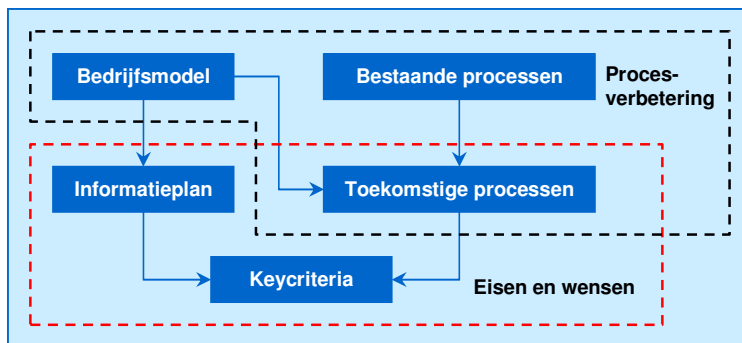 Bedrijfsmodel
Bestaande processen
Proces-
verbetering
Informatieplan
Toekomstige processen
Keycriteria
Eisen en wensen